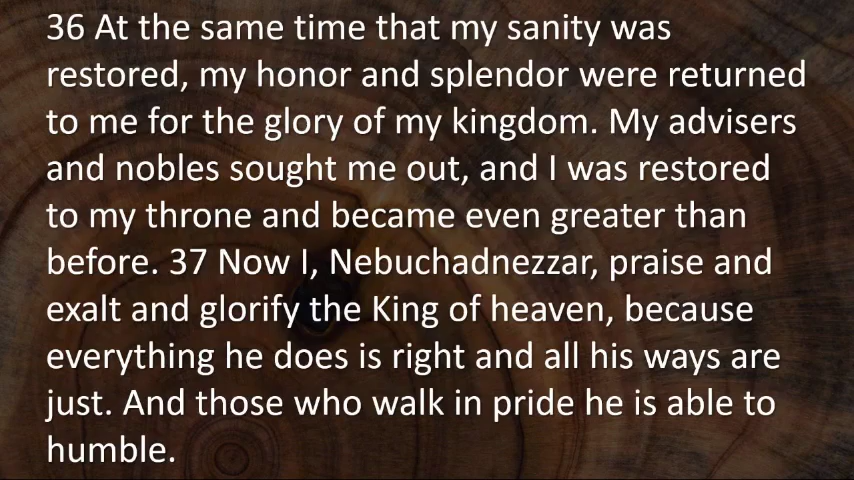 36 At the same time that my sanity was
restored, my honor and splendor were returned
to me for the glory of my kingdom. My advisers
and nobles sought me out, and I was restored
to my throne and became even greater than
before. 37 Now I, Nebuchadnezzar, praise and
exalt and glorify the King of heaven, because
everything he does is right and all his ways are
just. And those who walk in pride he is able to
humble.